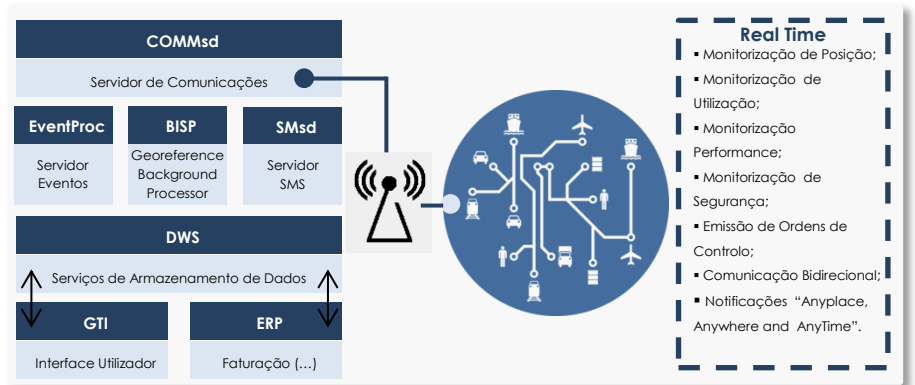 COMMsd
Servidor de Comunicações
EventProc
Servidor
Eventos
BISP
Georeference
Background
Processor
SMsd
Servidor
SMS
DWS
Serviços de Armazenamento de Dados
GTI
Interface Utilizador
ERP
Faturação (...)
Real Time
▪ Monitorização de Posição;
▪ Monitorização de
Utilização;
▪ Monitorização
Performance;
▪ Monitorização de
Segurança;
▪ Emissão de Ordens de
Controlo;
▪ Comunicação Bidirecional;
▪ Notificações “Anyplace,
Anywhere and AnyTime”.